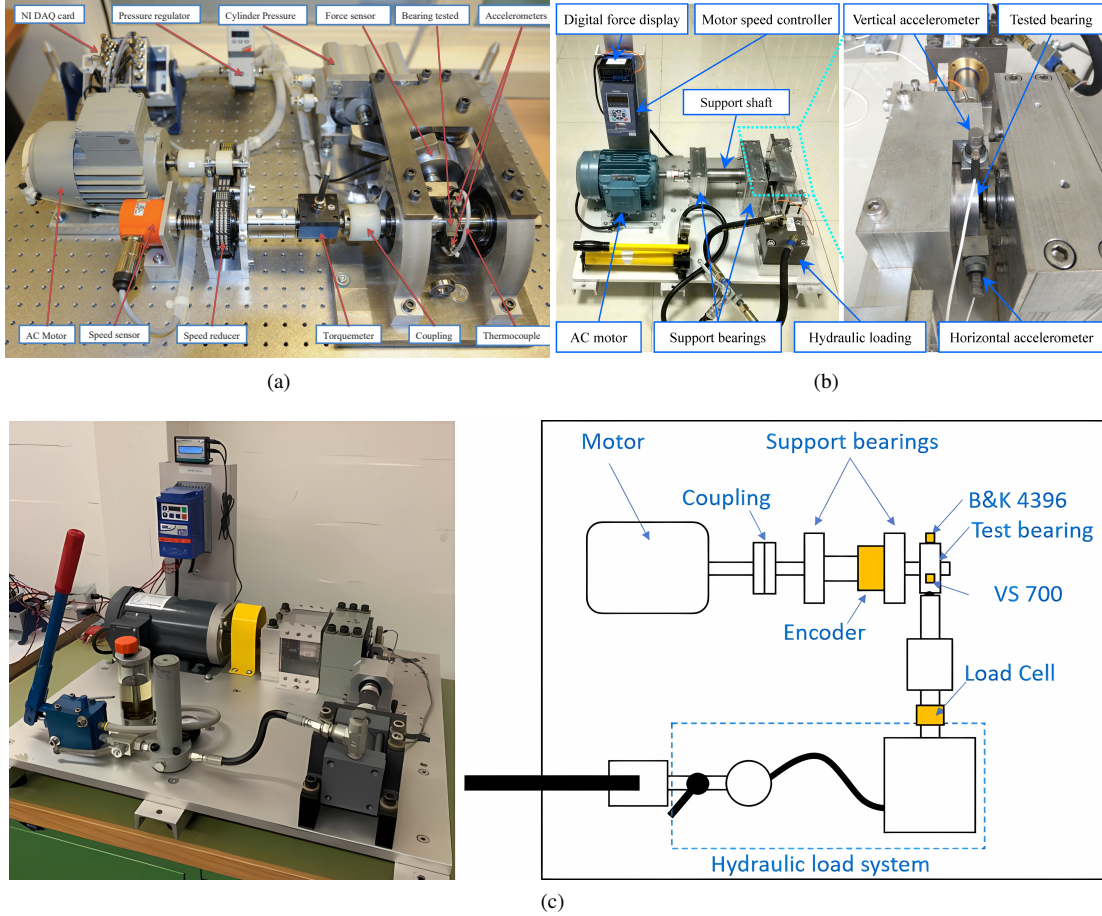 NI DAQ card
Pressure regulator
Cylinder Pressure
Force sensor
Bearing tested
Accelerometers
AC Motor
Speed sensor
Speed reducer
Torquemeter
Coupling
Thermocouple
(a)
Digital force display
Motor speed controller
Vertical accelerometer
Tested bearing
Support shaft
AC motor
Support bearings
Hydraulic loading
Horizontal accelerometer
(b)
Motor
Support bearings
Coupling
B&K 4396
Test bearing
VS 700
Encoder
Load Cell
Hydraulic load system
(c)